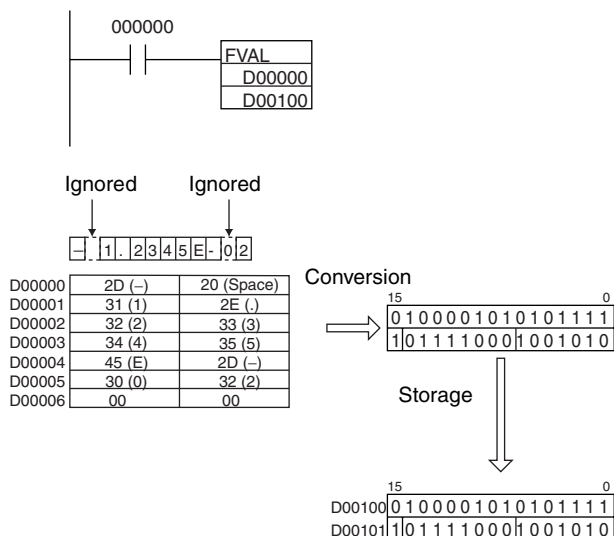 000000
FVAL
D00000
D00100
Ignored Ignored
– 1 . 2 3 4 5 E - 0 2
Conversion
D00000 2D (–) 20 (Space)
D00001 31 (1) 2E (.)
D00002 32 (2) 33 (3)
D00003 34 (4) 35 (5)
D00004 45 (E) 2D (–)
D00005 30 (0) 32 (2)
D00006 00 00
15 0
0 1 0 0 0 0 1 0 1 0 1 0 1 1 1 1
1 0 1 1 1 1 0 0 0 1 0 0 1 0 1 0
Storage
15 0
D00100 0 1 0 0 0 0 1 0 1 0 1 0 1 1 1 1
D00101 1 0 1 1 1 1 0 0 0 1 0 0 1 0 1 0